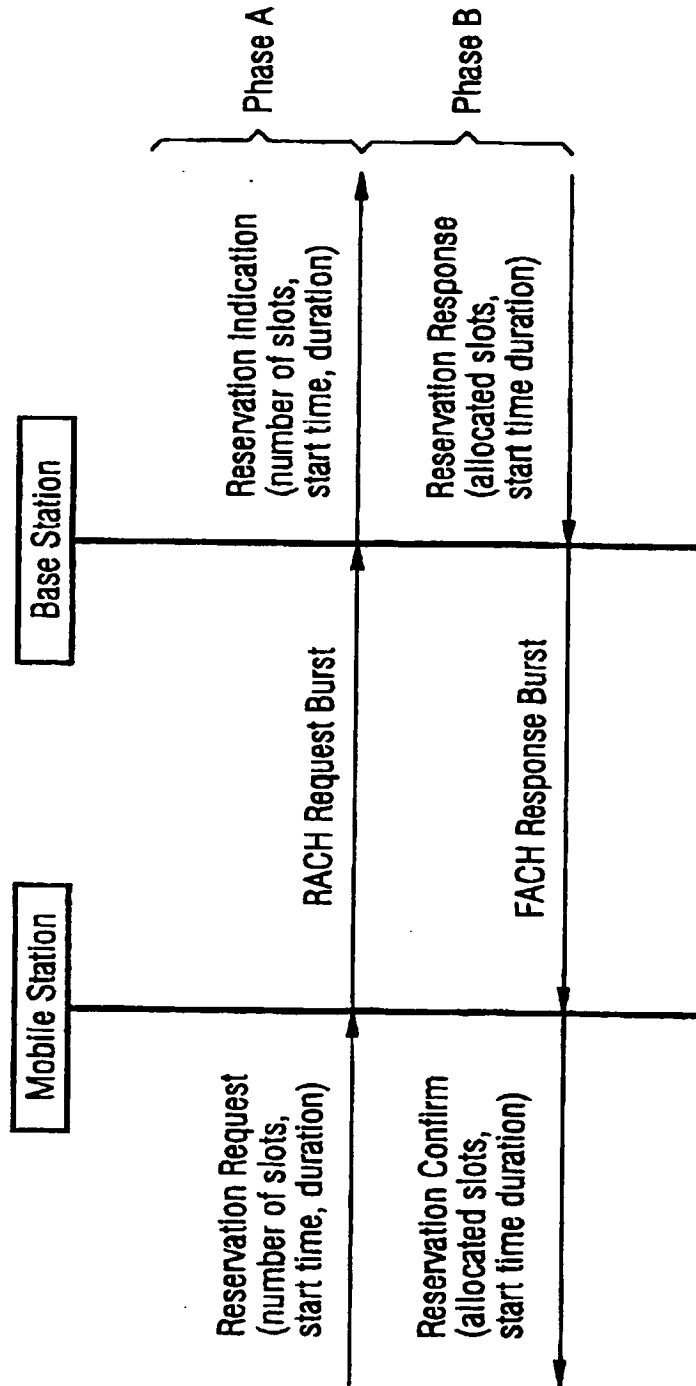 Mobile Station
Base Station
Reservation Request
(number of slots,
start time, duration)
RACH Request Burst
Reservation Indication
(number of slots,
start time, duration)
Phase A
Reservation Confirm
(allocated slots,
start time duration)
FACH Response Burst
Reservation Response
(allocated slots,
start time duration)
Phase B